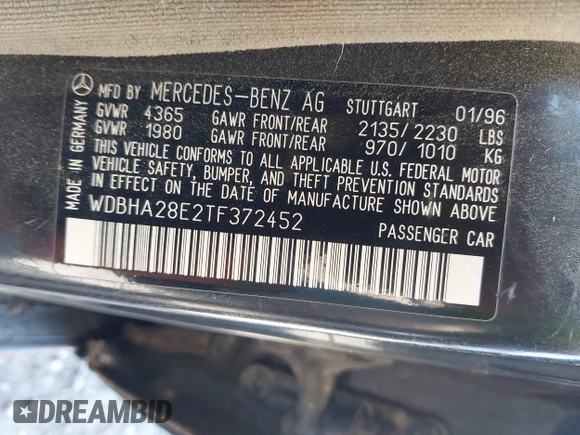 MFD BY MERCEDES-BENZ AG STUTTGART 01/96
GVWR 4365 GAWR FRONT/REAR 2135/2230 LBS
GVWR 1980 GAWR FRONT/REAR 970/1010 KG
THIS VEHICLE CONFORMS TO ALL APPLICABLE U.S. FEDERAL MOTOR
VEHICLE SAFETY, BUMPER, AND THEFT PREVENTION STANDARDS
IN EFFECT ON THE DATE OF MANUFACTURE SHOWN ABOVE
WDBHA28E2TF372452 PASSENGER CAR
MADE IN GERMANY
DREAMBID